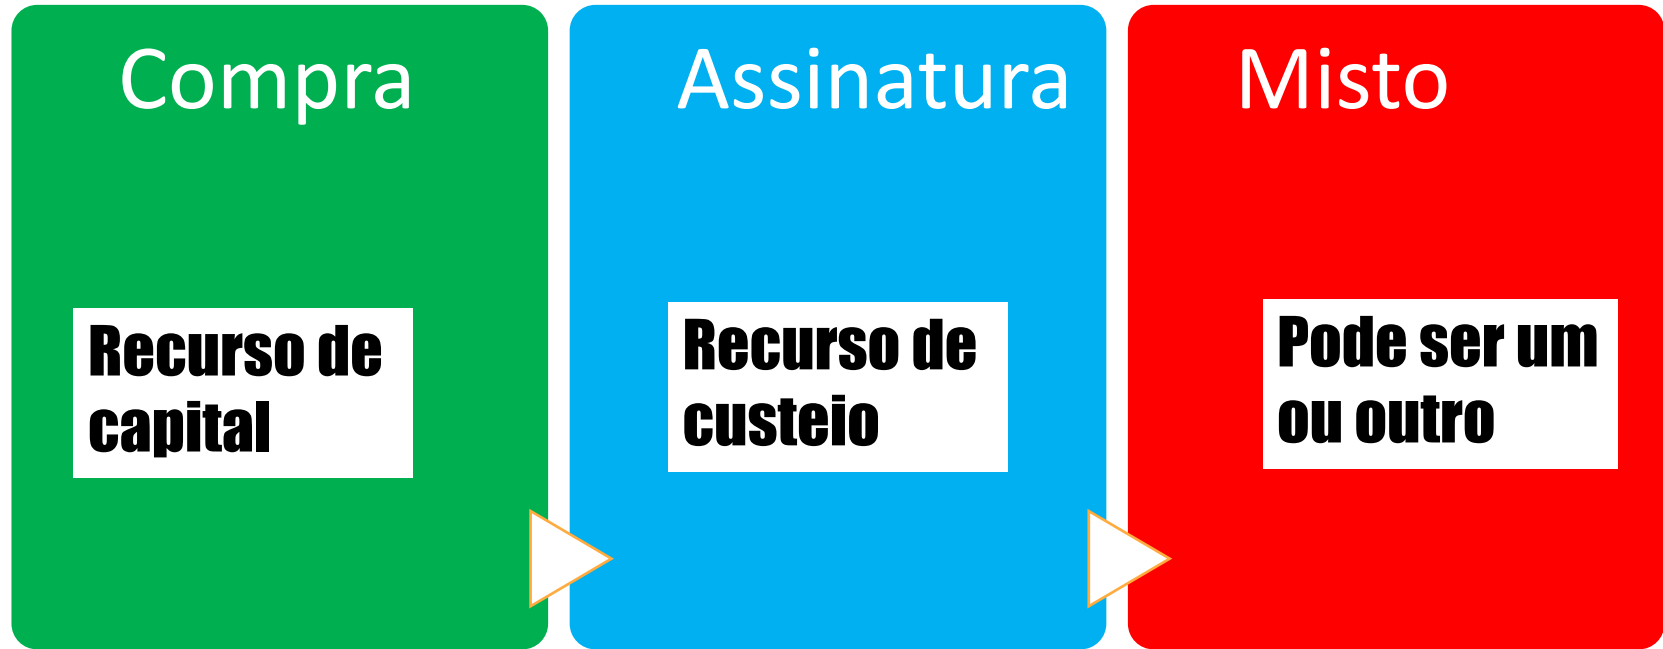 Compra
Recurso de
capital
Assinatura
Recurso de
custeio
Misto
Pode ser um
ou outro